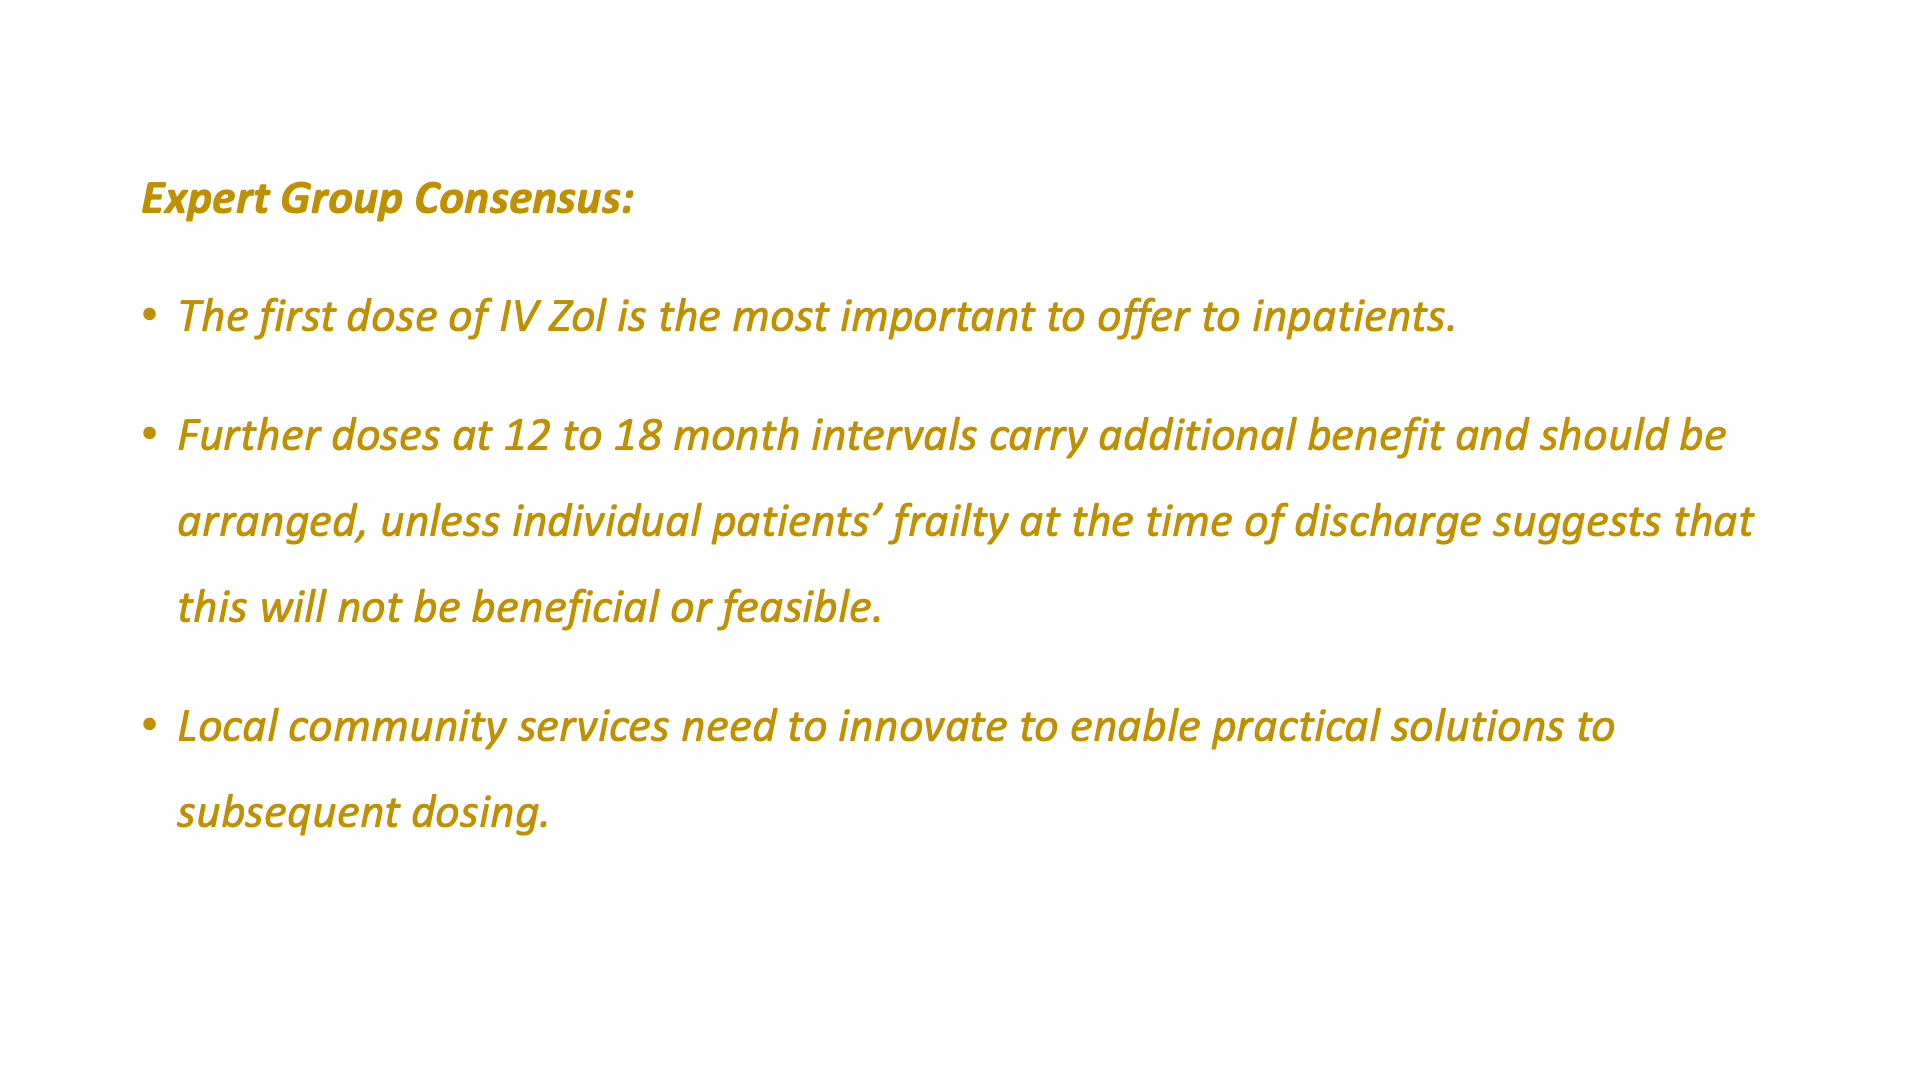 Expert Group Consensus:
• The first dose of IV Zol is the most important to offer to inpatients.
• Further doses at 12 to 18 month intervals carry additional benefit and should be
arranged, unless individual patients’ frailty at the time of discharge suggests that
this will not be beneficial or feasible.
• Local community services need to innovate to enable practical solutions to
subsequent dosing.